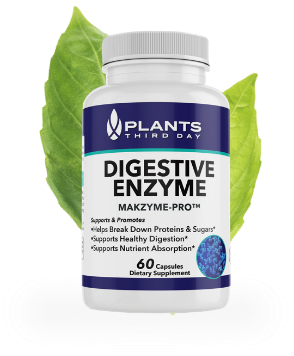 PLANTS
THIRD DAY
DIGESTIVE
ENZYME
MAKZYME-PRO™
Supports & Promotes
•Helps Break Down Proteins & Sugars*
•Supports Healthy Digestion*
•Supports Nutrient Absorption*
60 Capsules
Dietary Supplement